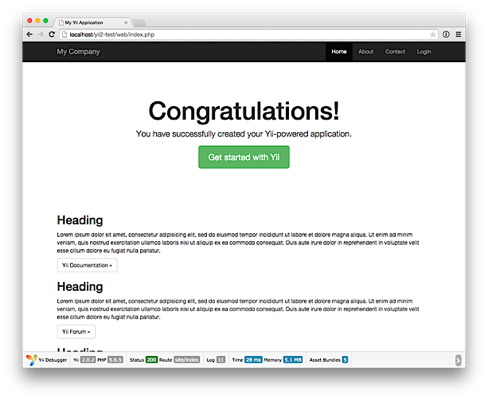 My Yii Application
localhost/yii2-test/web/index.php
My Company Home About Contact Login
Congratulations!
You have successfully created your Yii-powered application.
Get started with Yii
Heading
Lorem ipsum dolor sit amet, consectetur adipisicing elit, sed do eiusmod tempor incididunt ut labore et dolore magna aliqua. Ut enim ad minim
veniam, quis nostrud exercitation ullamco laboris nisi ut aliquip ex ea commodo consequat. Duis aute irure dolor in reprehenderit in voluptate velit
esse cillum dolore eu fugiat nulla pariatur.
Yii Documentation »
Heading
Lorem ipsum dolor sit amet, consectetur adipisicing elit, sed do eiusmod tempor incididunt ut labore et dolore magna aliqua. Ut enim ad minim
veniam, quis nostrud exercitation ullamco laboris nisi ut aliquip ex ea commodo consequat. Duis aute irure dolor in reprehenderit in voluptate velit
esse cillum dolore eu fugiat nulla pariatur.
Yii Forum »
Heading
Yii Debugger Yii 2.0.2 PHP 5.6.5 Status 200 Route site/index Log 11 Time 28 ms Memory 5.1 MB Asset Bundles 5